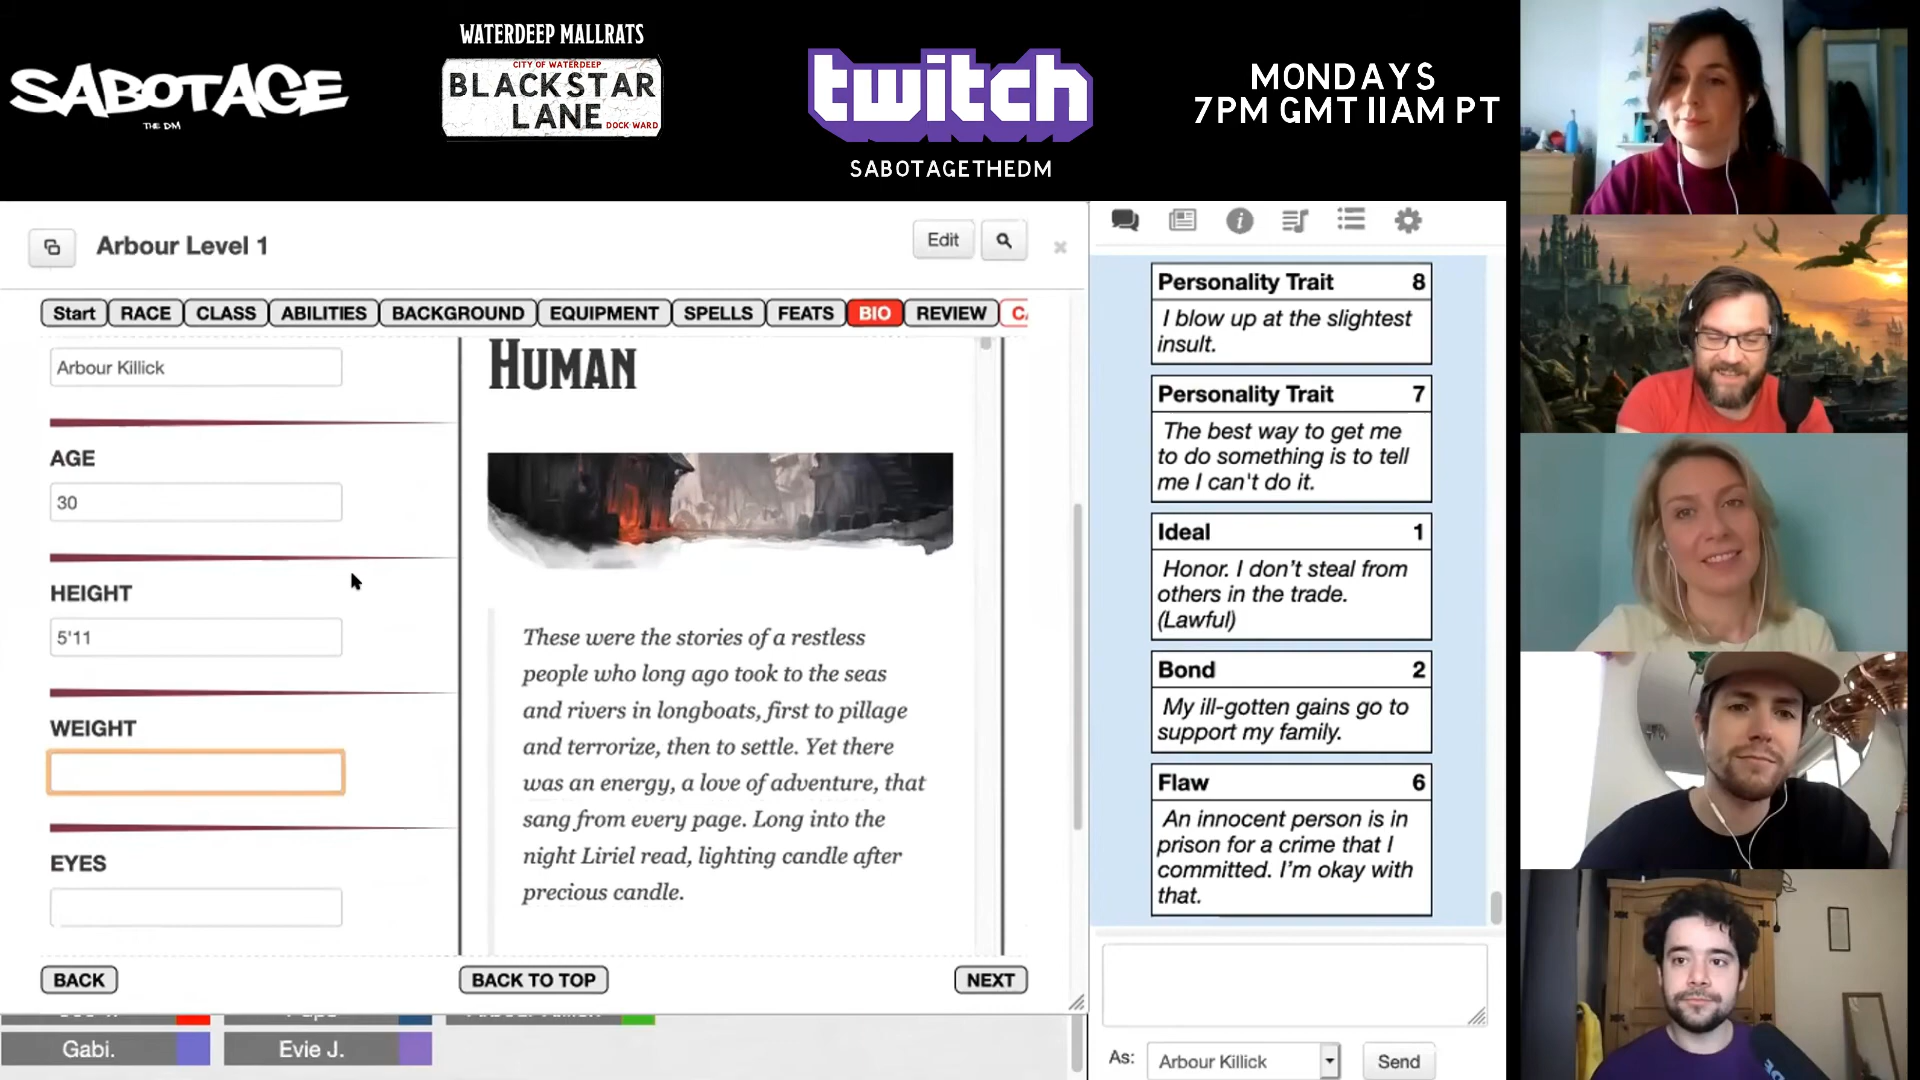 SABOTAGE
THE DM
WATERDEEP MALLRATS
CITY OF WATERDEEP
BLACKSTAR
LANE
DOCK WARD
twitch
SABOTAGETHEDM
MONDAYS
7PM GMT 11AM PT
Arbour Level 1
Edit
Start
RACE
CLASS
ABILITIES
BACKGROUND
EQUIPMENT
SPELLS
FEATS
BIO
REVIEW
Arbour Killick
AGE
30
HEIGHT
5'11
WEIGHT
EYES
HUMAN
These were the stories of a restless
people who long ago took to the seas
and rivers in longboats, first to pillage
and terrorize, then to settle. Yet there
was an energy, a love of adventure, that
sang from every page. Long into the
night Liriel read, lighting candle after
precious candle.
BACK
BACK TO TOP
NEXT
Gabi.
Evie J.
Personality Trait 8
I blow up at the slightest
insult.
Personality Trait 7
The best way to get me
to do something is to tell
me I can't do it.
Ideal 1
Honor. I don't steal from
others in the trade.
(Lawful)
Bond 2
My ill-gotten gains go to
support my family.
Flaw 6
An innocent person is in
prison for a crime that I
committed. I'm okay with
that.
As:
Arbour Killick
Send